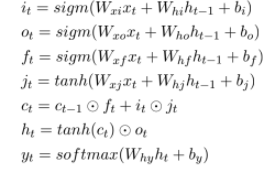 i_t = sigm(W_{xi}x_t + W_{hi}h_{t-1} + b_i)
o_t = sigm(W_{xo}x_t + W_{ho}h_{t-1} + b_o)
f_t = sigm(W_{xf}x_t + W_{hf}h_{t-1} + b_f)
j_t = tanh(W_{xj}x_t + W_{hj}h_{t-1} + b_j)
c_t = c_{t-1} ⊙ f_t + i_t ⊙ j_t
h_t = tanh(c_t) ⊙ o_t
y_t = softmax(W_{hy}h_t + b_y)